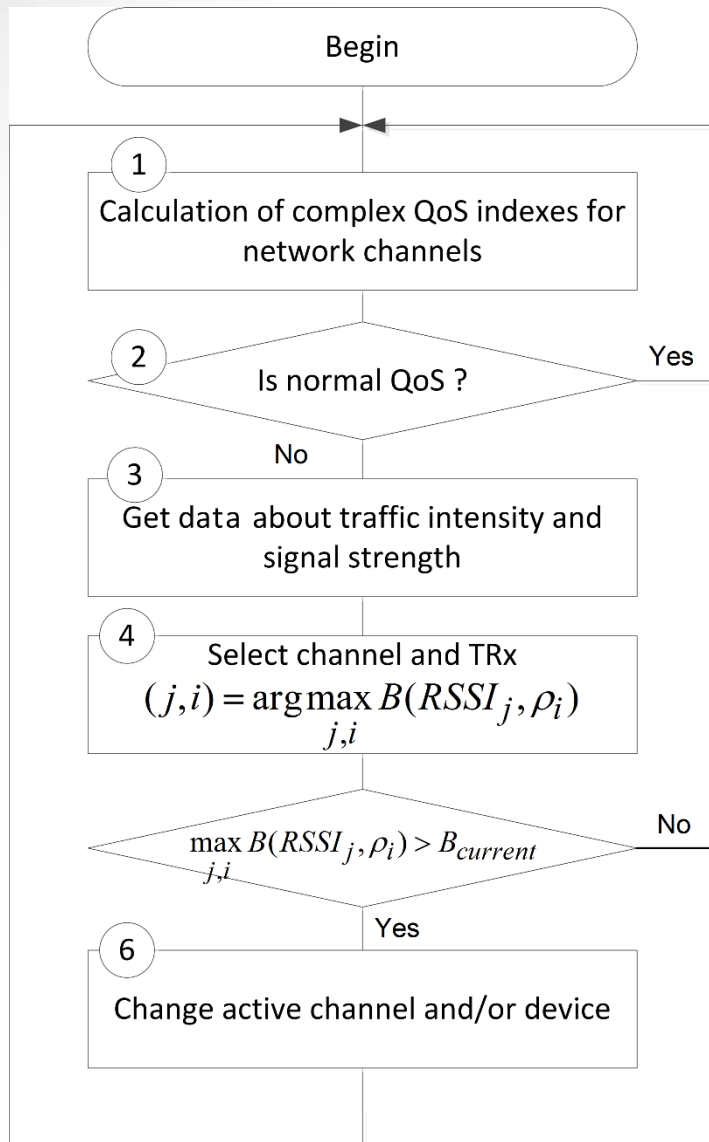 Begin
1
Calculation of complex QoS indexes for
network channels
2
Is normal QoS ?
Yes
No
3
Get data about traffic intensity and
signal strength
4
Select channel and TRx
(j,i) = arg max B(RSSI_j, ρ_i)
j,i
max B(RSSI_j, ρ_i) > B_current
j,i
No
Yes
6
Change active channel and/or device